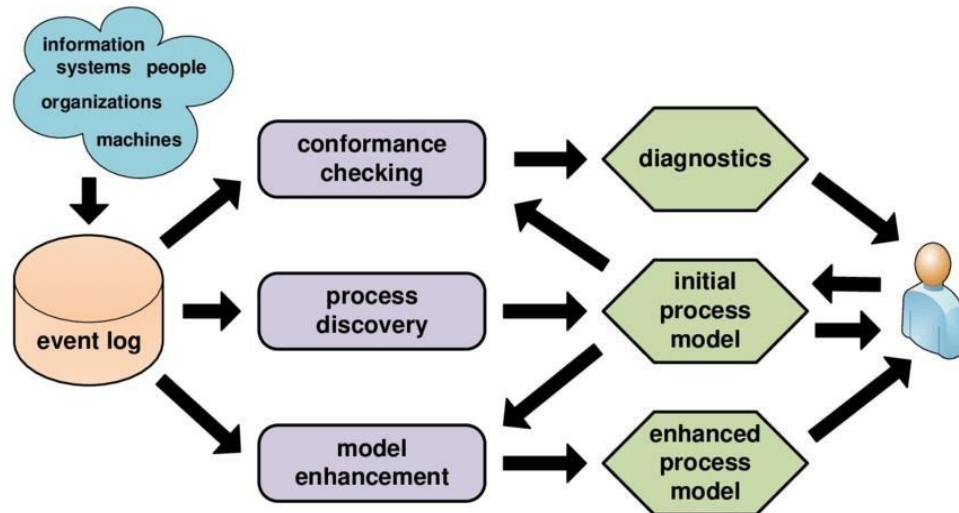 information
systems people
organizations
machines
event log
conformance
checking
process
discovery
model
enhancement
diagnostics
initial
process
model
enhanced
process
model